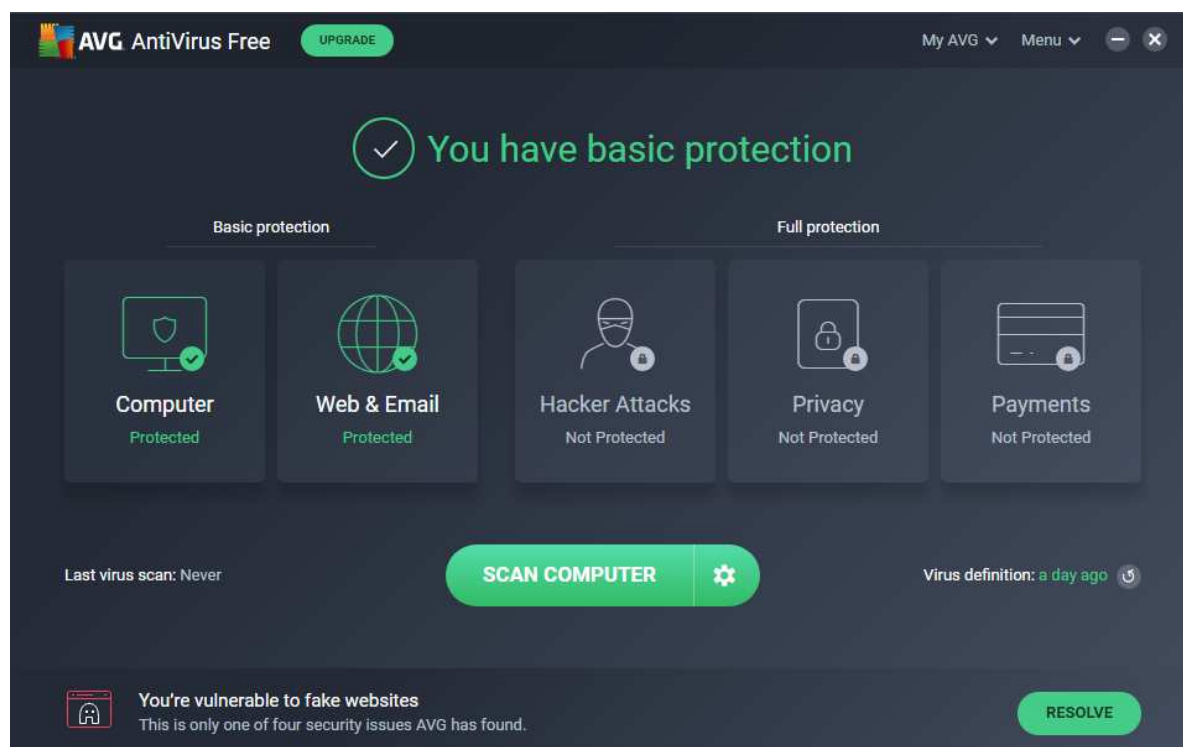 AVG AntiVirus Free
UPGRADE
My AVG
Menu
You have basic protection
Basic protection
Full protection
Computer
Protected
Web & Email
Protected
Hacker Attacks
Not Protected
Privacy
Not Protected
Payments
Not Protected
Last virus scan: Never
SCAN COMPUTER
Virus definition: a day ago
You're vulnerable to fake websites
This is only one of four security issues AVG has found.
RESOLVE